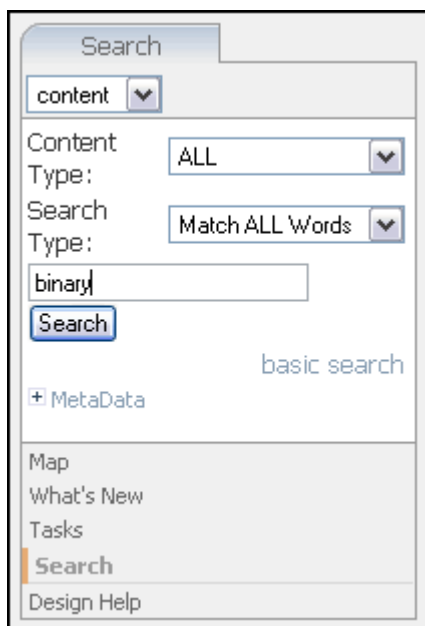 Search
content
Content
Type:
ALL
Search
Type:
Match ALL Words
binary
Search
basic search
MetaData
Map
What's New
Tasks
Search
Design Help